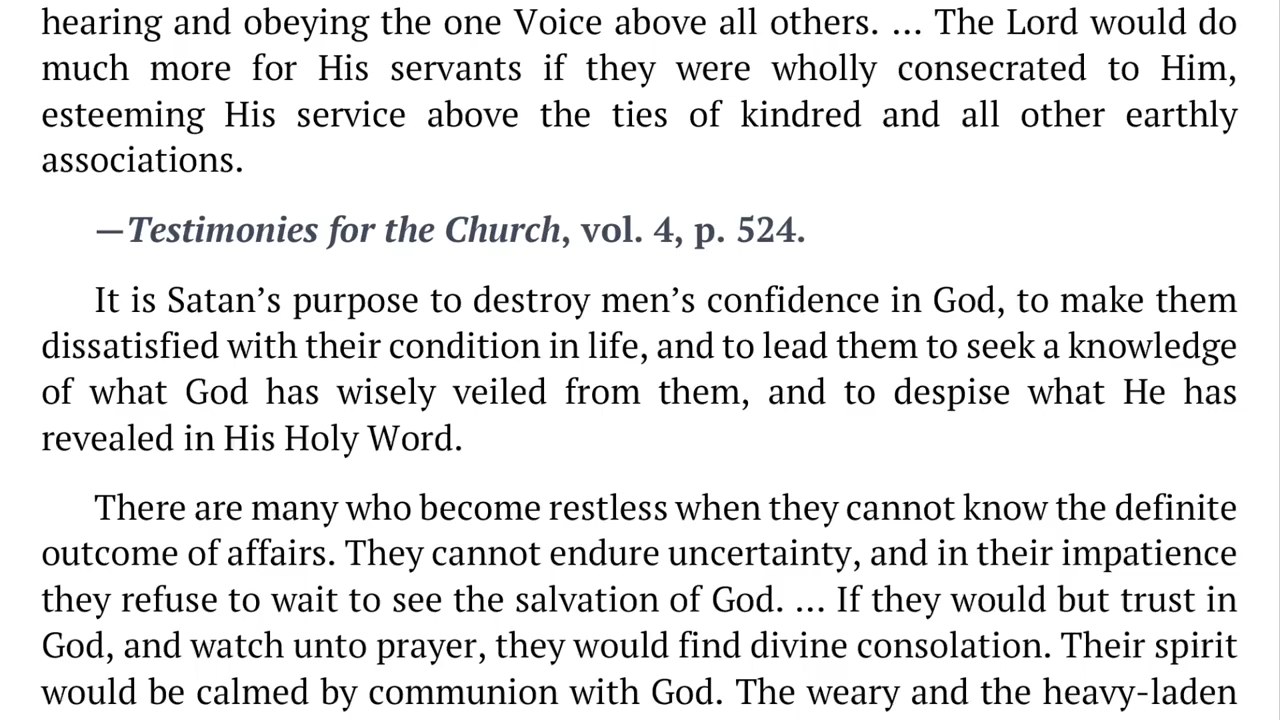 hearing and obeying the one Voice above all others. ... The Lord would do
much more for His servants if they were wholly consecrated to Him,
esteeming His service above the ties of kindred and all other earthly
associations.
—Testimonies for the Church, vol. 4, p. 524.
It is Satan’s purpose to destroy men’s confidence in God, to make them
dissatisfied with their condition in life, and to lead them to seek a knowledge
of what God has wisely veiled from them, and to despise what He has
revealed in His Holy Word.
There are many who become restless when they cannot know the definite
outcome of affairs. They cannot endure uncertainty, and in their impatience
they refuse to wait to see the salvation of God. ... If they would but trust in
God, and watch unto prayer, they would find divine consolation. Their spirit
would be calmed by communion with God. The weary and the heavy-laden